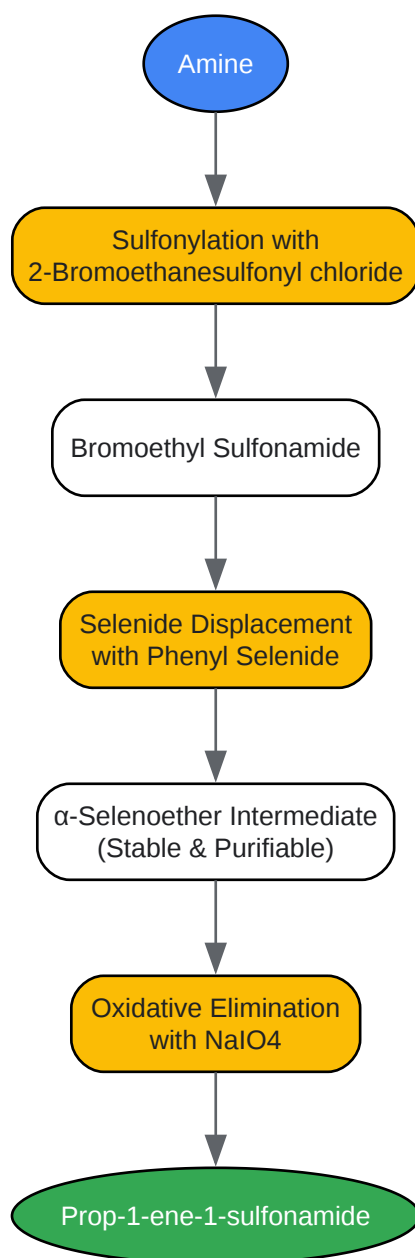 Amine
Sulfonylation with
2-Bromoethanesulfonyl chloride
Bromoethyl Sulfonamide
Selenide Displacement
with Phenyl Selenide
α-Selenoether Intermediate
(Stable & Purifiable)
Oxidative Elimination
with NaIO4
Prop-1-ene-1-sulfonamide